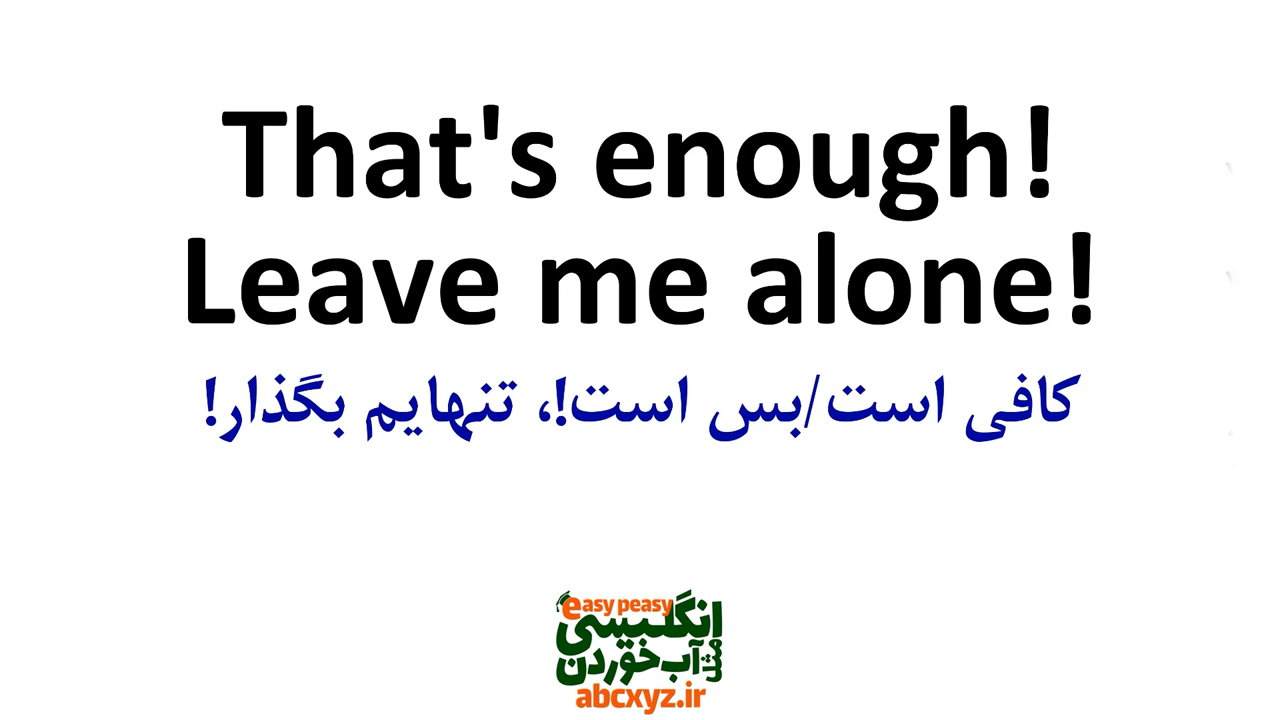 That's enough!
Leave me alone!
کافی است/بس است!، تنهایم بگذار!
easy peasy
انگلیسی
مثل آب خوردن
abcxyz.ir